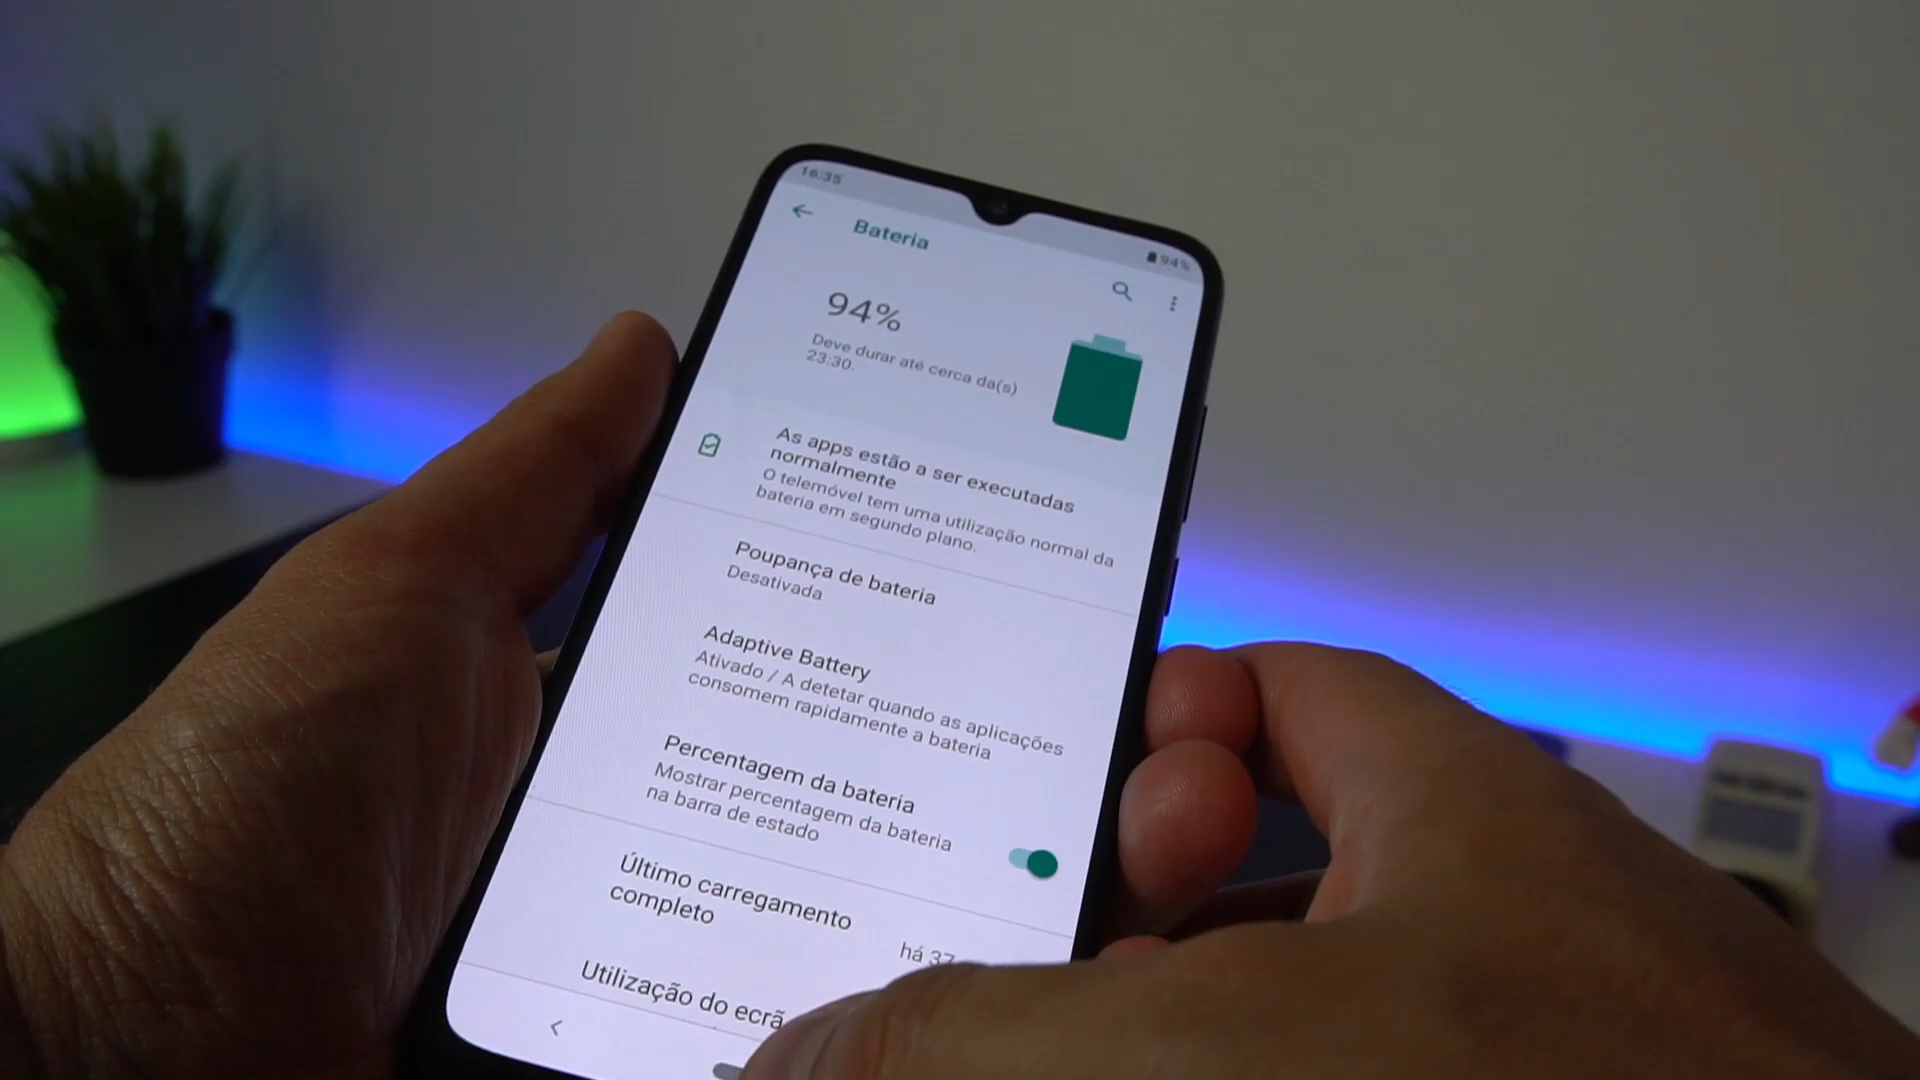 16:35
94%
Bateria
94%
Deve durar até cerca da(s)
23:30.
As apps estão a ser executadas
normalmente
O telemóvel tem uma utilização normal da
bateria em segundo plano.
Poupança de bateria
Desativada
Adaptive Battery
Ativado / A detetar quando as aplicações
consomem rapidamente a bateria
Percentagem da bateria
Mostrar percentagem da bateria
na barra de estado
Último carregamento
completo
há 37
Utilização do ecrã